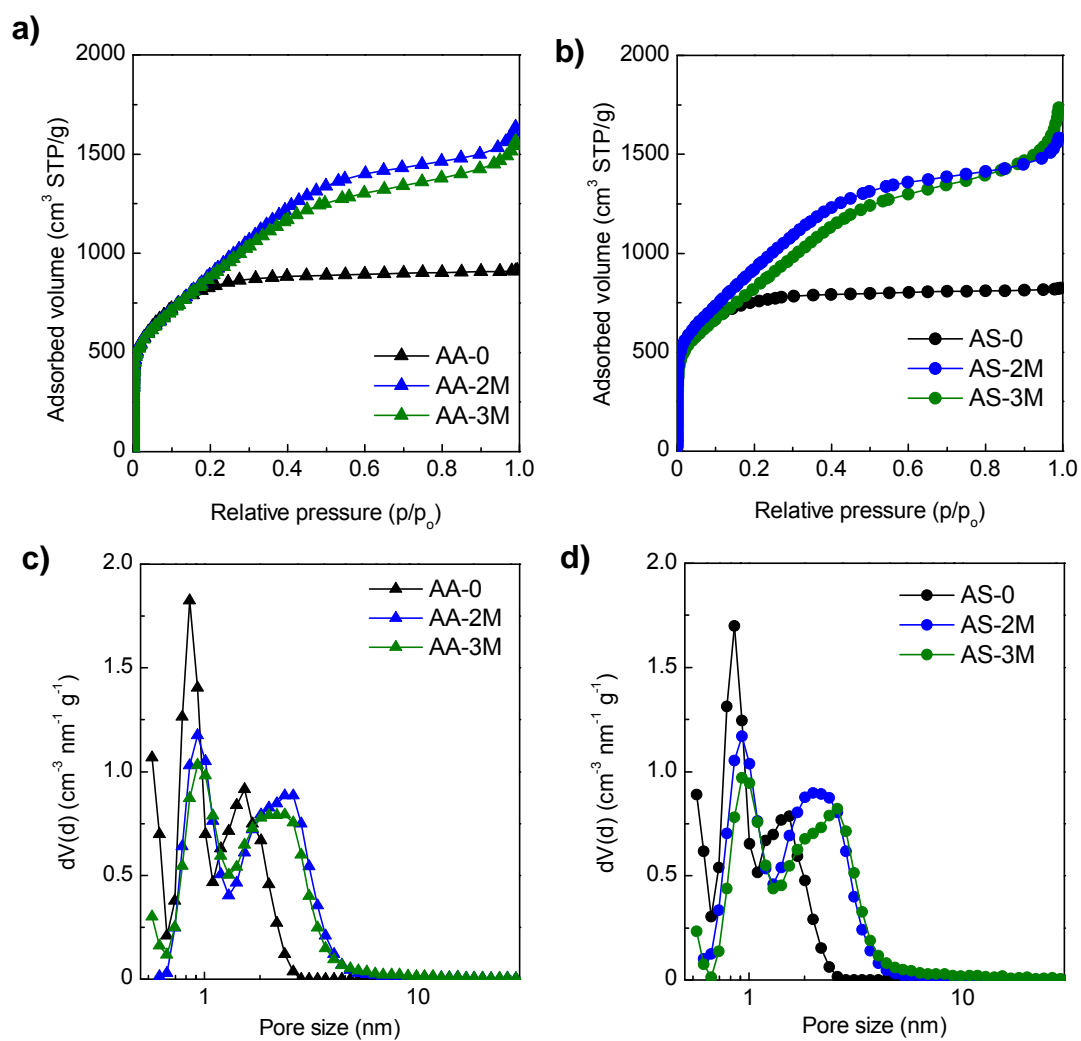 a)
2000
1500
1000
500
0
Adsorbed volume (cm³ STP/g)
AA-0
AA-2M
AA-3M
0 0.2 0.4 0.6 0.8 1.0
Relative pressure (p/pₒ)
b)
2000
1500
1000
500
0
Adsorbed volume (cm³ STP/g)
AS-0
AS-2M
AS-3M
0 0.2 0.4 0.6 0.8 1.0
Relative pressure (p/pₒ)
c)
2.0
1.5
1.0
0.5
0
dV(d) (cm⁻³ nm⁻¹ g⁻¹)
AA-0
AA-2M
AA-3M
1 10
Pore size (nm)
d)
2.0
1.5
1.0
0.5
0
dV(d) (cm⁻³ nm⁻¹ g⁻¹)
AS-0
AS-2M
AS-3M
1 10
Pore size (nm)